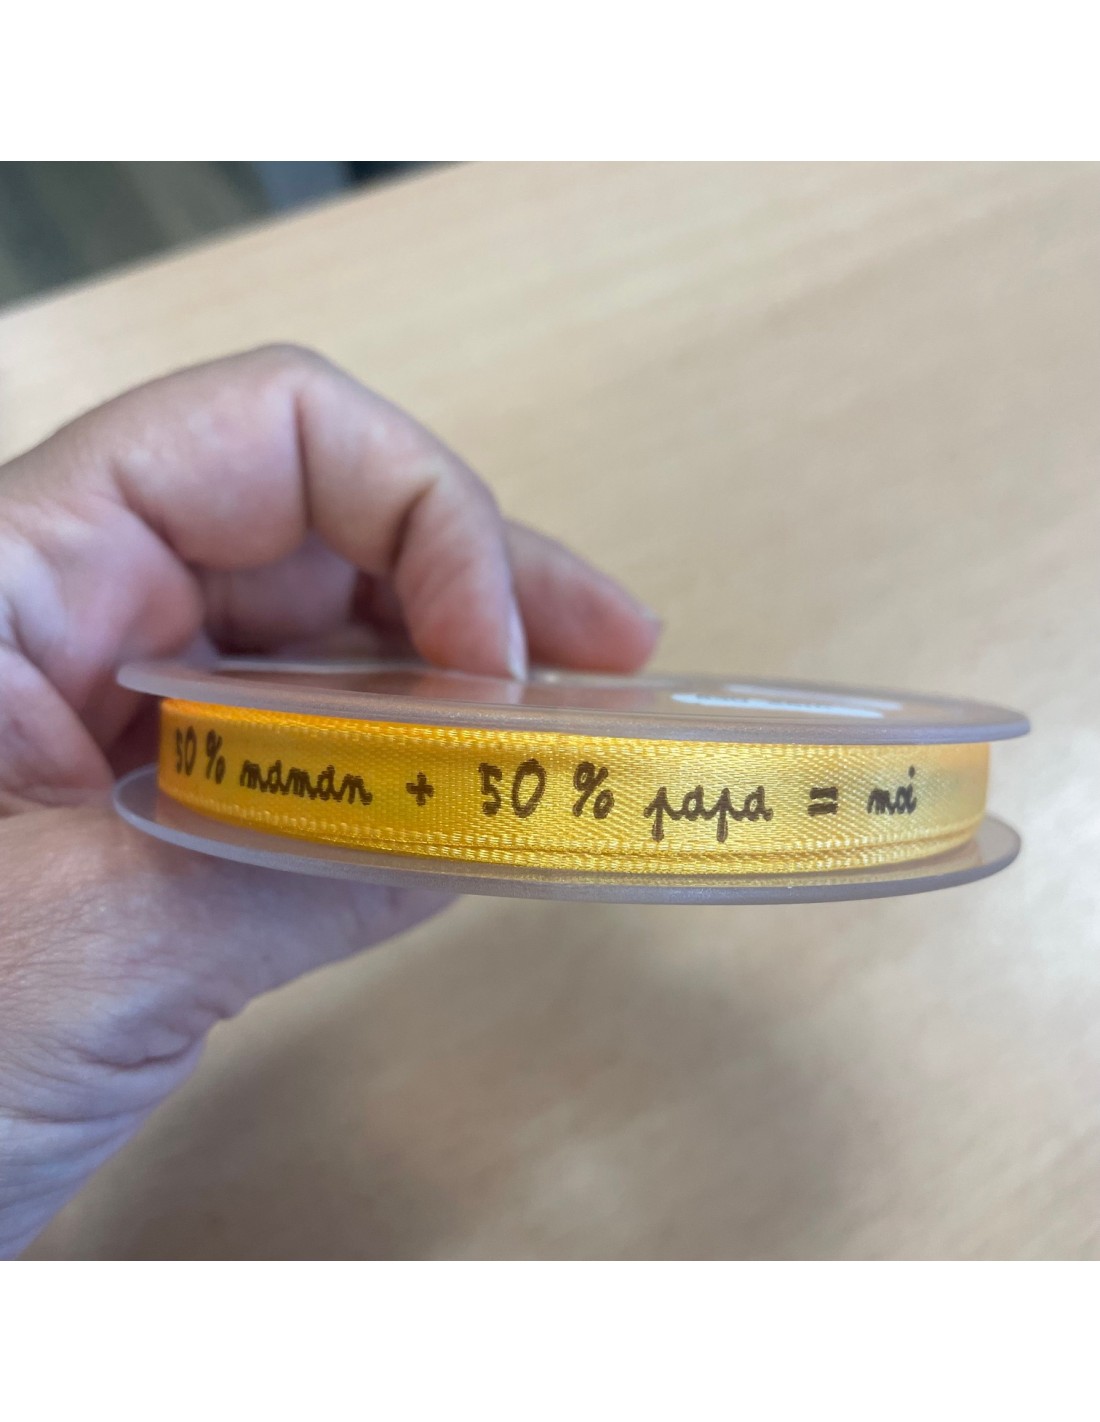 50 % maman + 50 % papa = moi